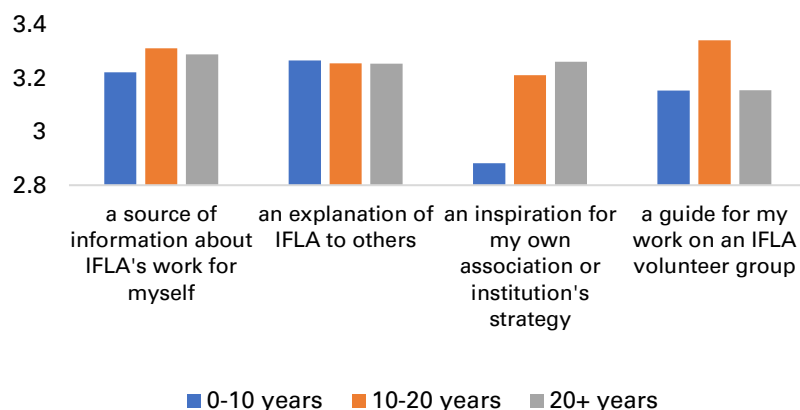 3.4
3.2
3
2.8
a source of
information about
IFLA's work for
myself
an explanation of
IFLA to others
an inspiration for
my own
association or
institution's
strategy
a guide for my
work on an IFLA
volunteer group
0-10 years 10-20 years 20+ years